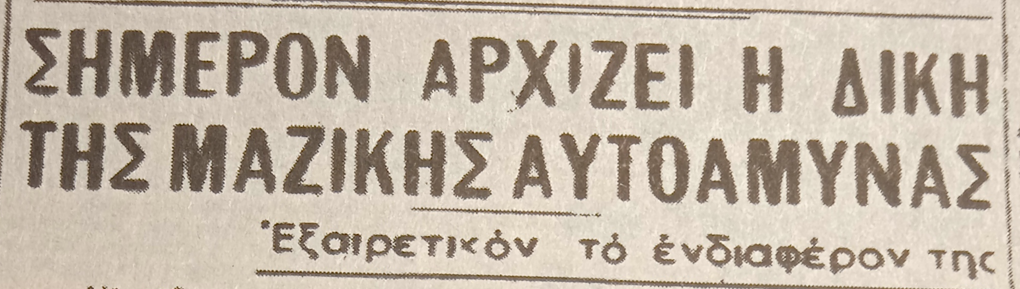 ΣΗΜΕΡΟΝ ΑΡΧΙΖΕΙ Η ΔΙΚΗ
ΤΗΣ ΜΑΖΙΚΗΣ ΑΥΤΟΑΜΥΝΑΣ
Ἐξαιρετικόν τό ἐνδιαφέρον της